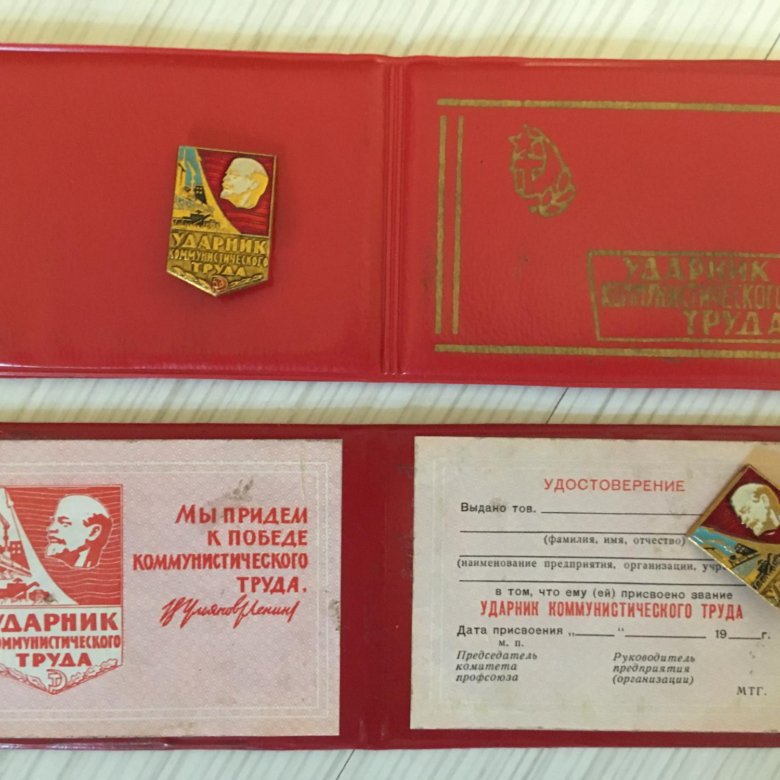 УДАРНИК
КОММУНИСТИЧЕСКОГО
ТРУДА
УДАРНИК
КОММУНИСТИЧЕСКОГО
ТРУДА
УДАРНИК
КОММУНИСТИЧЕСКОГО
ТРУДА
МЫ ПРИДЕМ
К ПОБЕДЕ
КОММУНИСТИЧЕСКОГО
ТРУДА.
В.Ульянов-Ленин
УДОСТОВЕРЕНИЕ
Выдано тов.
(фамилия, имя, отчество)
(наименование предприятия, организации, учр
в том, что ему (ей) присвоено звание
УДАРНИК КОММУНИСТИЧЕСКОГО ТРУДА
Дата присвоения „ “ 19 г.
м. п.
Председатель комитета профсоюза
Руководитель предприятия (организации)
МТГ.